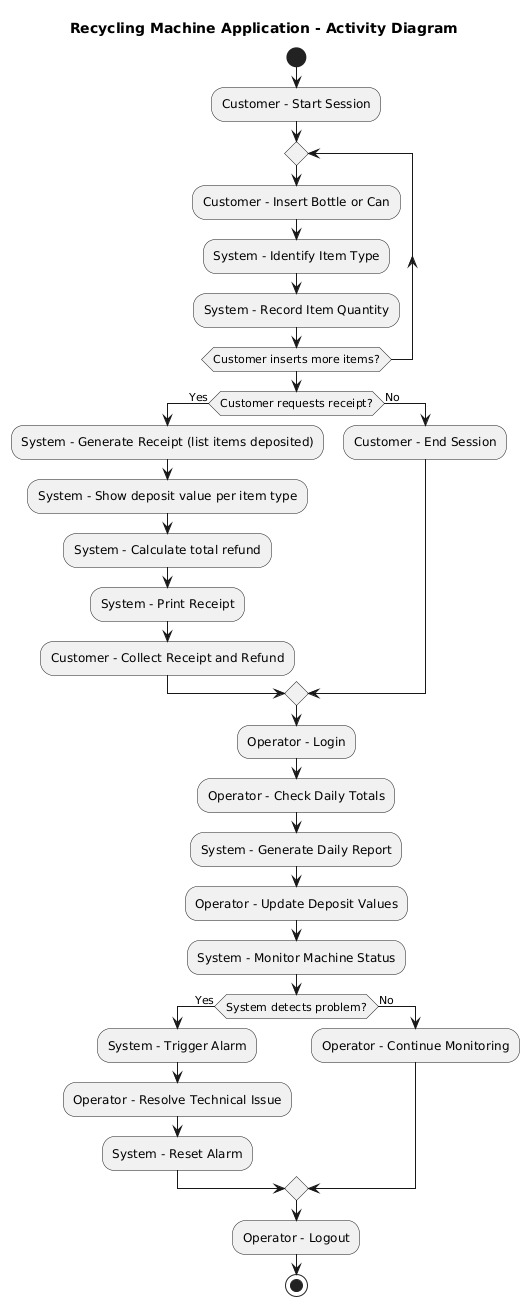 Recycling Machine Application - Activity Diagram
Customer - Start Session
Customer - Insert Bottle or Can
System - Identify Item Type
System - Record Item Quantity
Customer inserts more items?
Customer requests receipt?
Yes
No
System - Generate Receipt (list items deposited)
Customer - End Session
System - Show deposit value per item type
System - Calculate total refund
System - Print Receipt
Customer - Collect Receipt and Refund
Operator - Login
Operator - Check Daily Totals
System - Generate Daily Report
Operator - Update Deposit Values
System - Monitor Machine Status
System detects problem?
Yes
No
System - Trigger Alarm
Operator - Continue Monitoring
Operator - Resolve Technical Issue
System - Reset Alarm
Operator - Logout